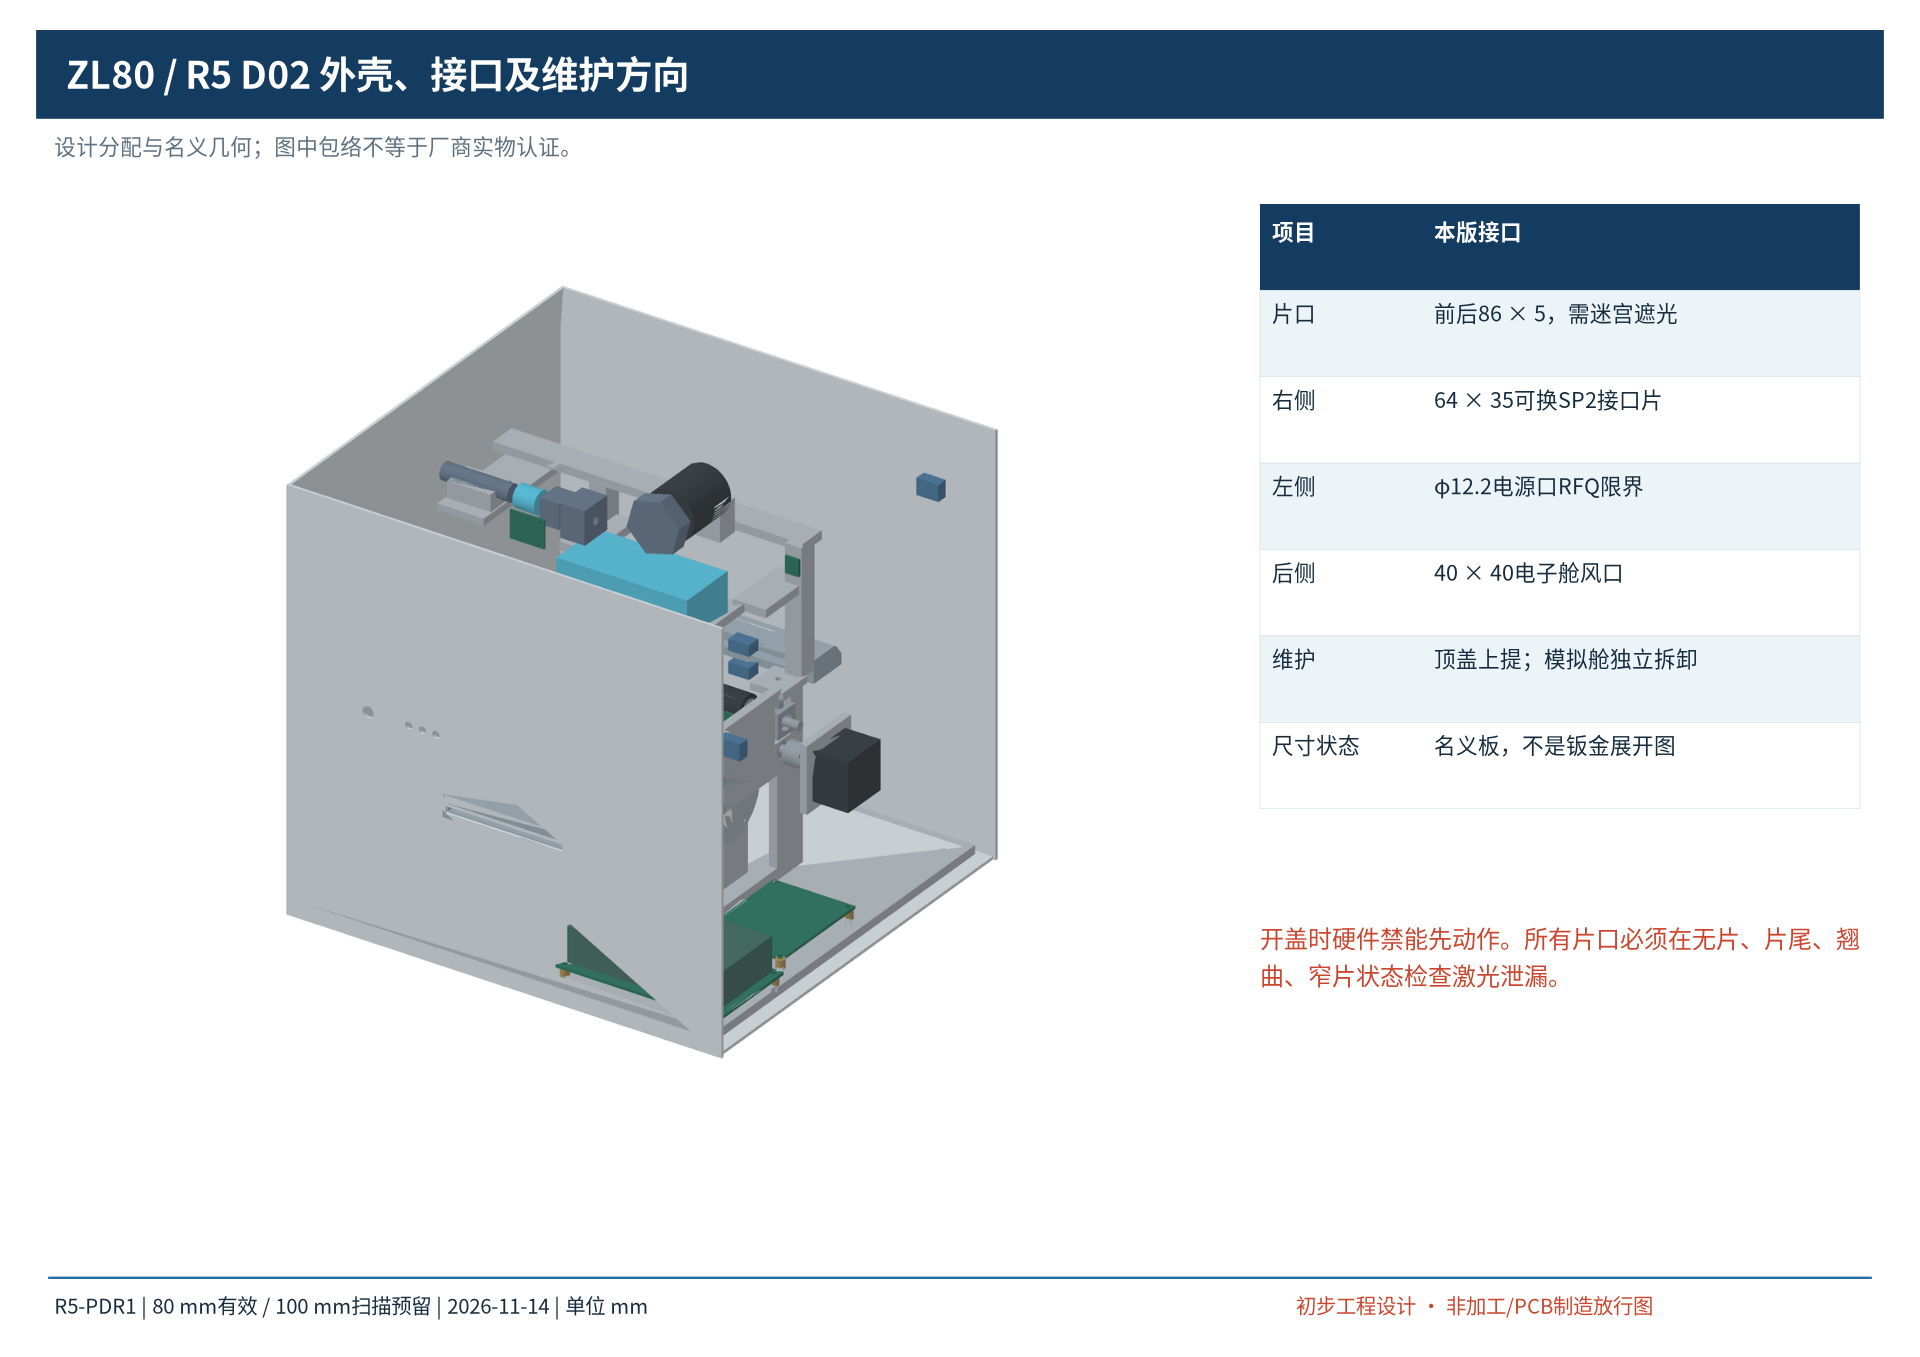 ZL80 / R5 D02 外壳、接口及维护方向
设计分配与名义几何；图中包络不等于厂商实物认证。
项目 本版接口
片口 前后86 × 5，需迷宫遮光
右侧 64 × 35可换SP2接口片
左侧 φ12.2电源口RFQ限界
后侧 40 × 40电子舱风口
维护 顶盖上提；模拟舱独立拆卸
尺寸状态 名义板，不是钣金展开图
开盖时硬件禁能先动作。所有片口必须在无片、片尾、翘
曲、窄片状态检查激光泄漏。
R5-PDR1 | 80 mm有效 / 100 mm扫描预留 | 2026-11-14 | 单位 mm
初步工程设计 · 非加工/PCB制造放行图